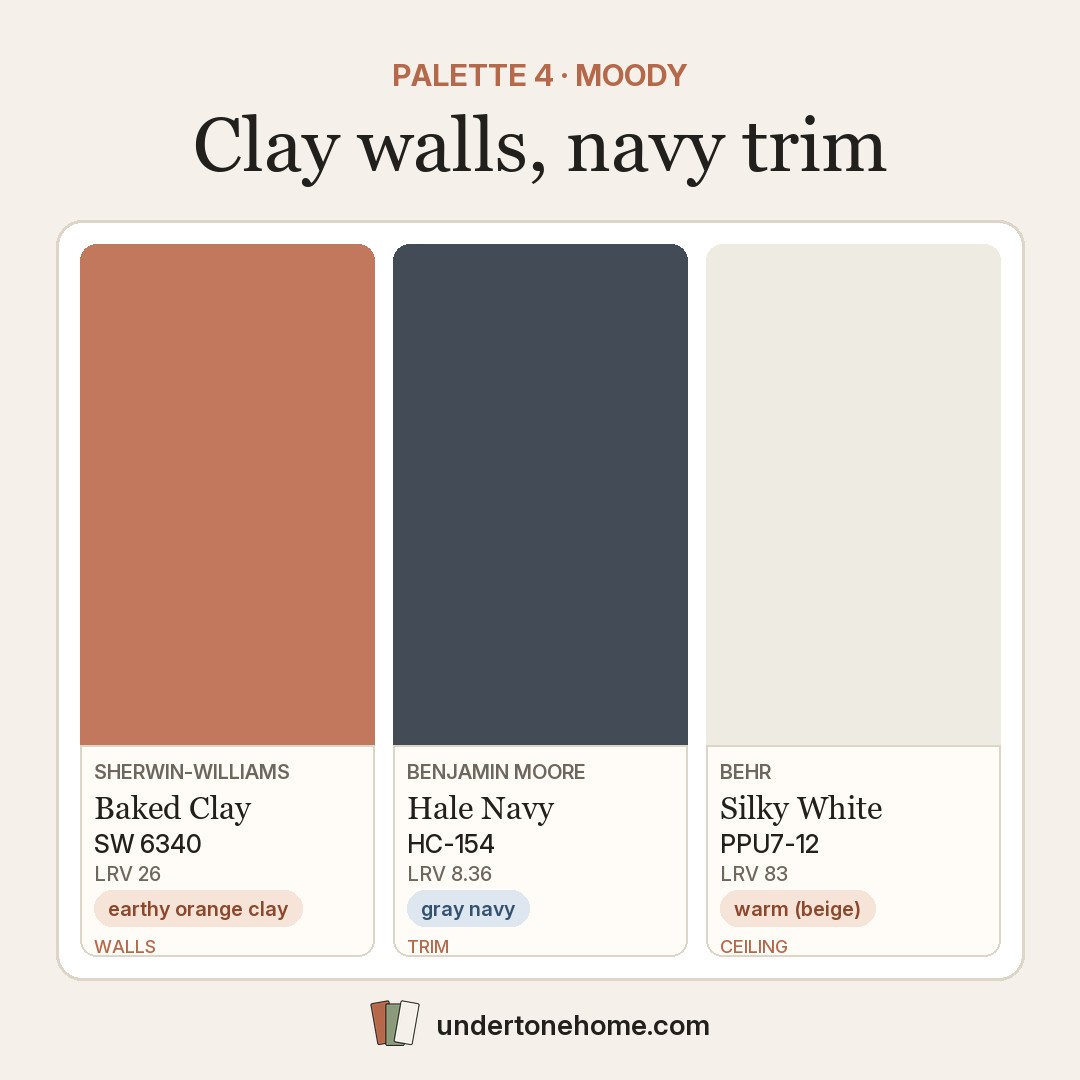 PALETTE 4 · MOODY
Clay walls, navy trim
SHERWIN-WILLIAMS
Baked Clay
SW 6340
LRV 26
earthy orange clay
WALLS
BENJAMIN MOORE
Hale Navy
HC-154
LRV 8.36
gray navy
TRIM
BEHR
Silky White
PPU7-12
LRV 83
warm (beige)
CEILING
undertonehome.com